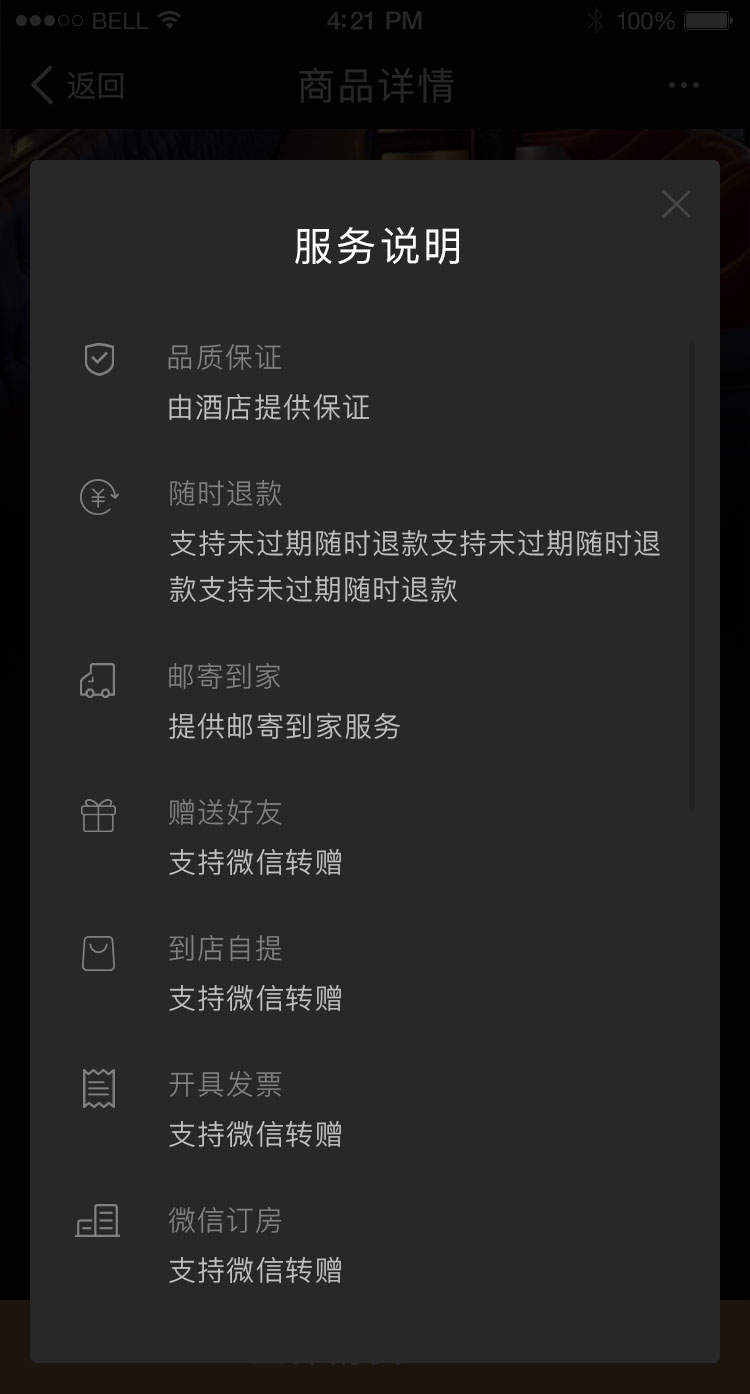 BELL 4:21 PM 100%
返回 商品详情
服务说明
品质保证
由酒店提供保证
随时退款
支持未过期随时退款支持未过期随时退
款支持未过期随时退款
邮寄到家
提供邮寄到家服务
赠送好友
支持微信转赠
到店自提
支持微信转赠
开具发票
支持微信转赠
微信订房
支持微信转赠